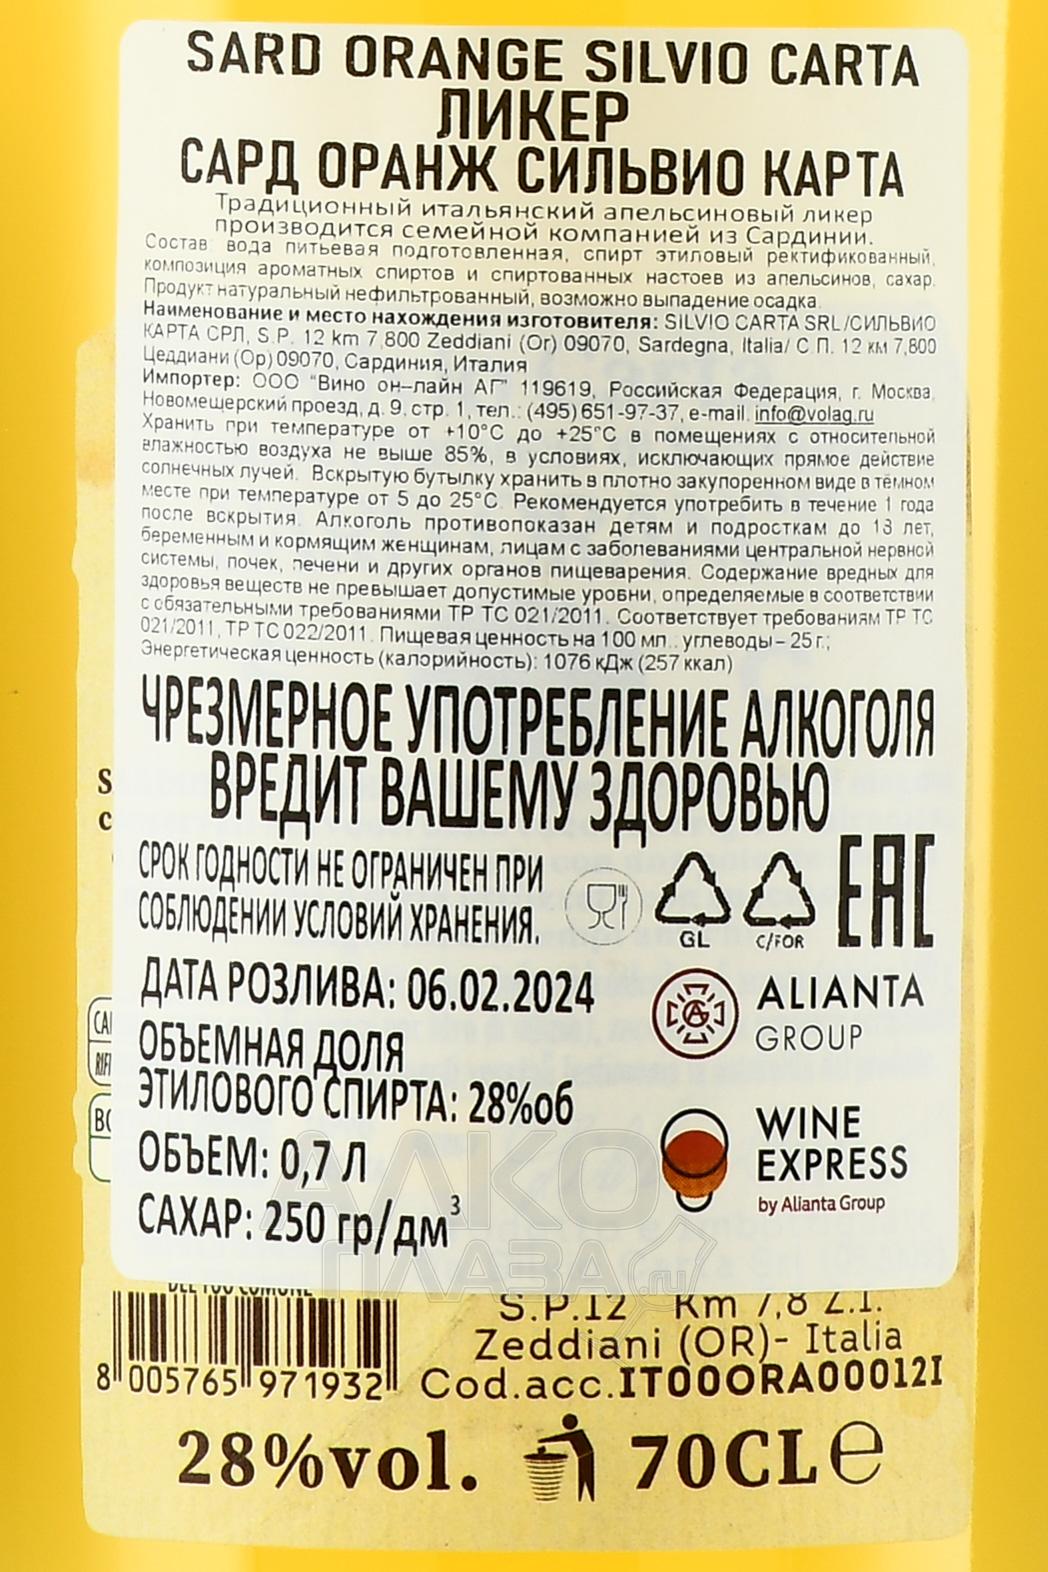 SARD ORANGE SILVIO CARTA
ЛИКЕР
САРД ОРАНЖ СИЛЬВИО КАРТА
Традиционный итальянский апельсиновый ликер
производится семейной компанией из Сардинии.
Состав: вода питьевая подготовленная, спирт этиловый ректификованный,
композиция ароматных спиртов и спиртованных настоев из апельсинов, сахар.
Продукт натуральный нефильтрованный, возможно выпадение осадка.
Наименование и место нахождения изготовителя: SILVIO CARTA SRL/СИЛЬВИО
КАРТА СРЛ, S.P. 12 km 7,800 Zeddiani (Or) 09070, Sardegna, Italia/ С.П. 12 км 7,800
Цеддиани (Ор) 09070, Сардиния, Италия
Импортер: ООО "Вино он–лайн АГ" 119619, Российская Федерация, г. Москва,
Новомещерский проезд, д. 9, стр. 1, тел.: (495) 651-97-37, e-mail. info@volag.ru
Хранить при температуре от +10°С до +25°С в помещениях с относительной
влажностью воздуха не выше 85%, в условиях, исключающих прямое действие
солнечных лучей. Вскрытую бутылку хранить в плотно закупоренном виде в тёмном
месте при температуре от 5 до 25°С. Рекомендуется употребить в течение 1 года
после вскрытия. Алкоголь противопоказан детям и подросткам до 18 лет,
беременным и кормящим женщинам, лицам с заболеваниями центральной нервной
системы, почек, печени и других органов пищеварения. Содержание вредных для
здоровья веществ не превышает допустимые уровни, определяемые в соответствии
с обязательными требованиями ТР ТС 021/2011. Соответствует требованиям ТР ТС
021/2011, ТР ТС 022/2011. Пищевая ценность на 100 мл.: углеводы – 25 г.;
Энергетическая ценность (калорийность): 1076 кДж (257 ккал)
ЧРЕЗМЕРНОЕ УПОТРЕБЛЕНИЕ АЛКОГОЛЯ
ВРЕДИТ ВАШЕМУ ЗДОРОВЬЮ
СРОК ГОДНОСТИ НЕ ОГРАНИЧЕН ПРИ
СОБЛЮДЕНИИ УСЛОВИЙ ХРАНЕНИЯ.
GL
C/FOR
EAC
ДАТА РОЗЛИВА: 06.02.2024
ALIANTA
GROUP
ОБЪЕМНАЯ ДОЛЯ
ЭТИЛОВОГО СПИРТА: 28%об
ОБЪЕМ: 0,7 Л
САХАР: 250 гр/дм³
WINE
EXPRESS
by Alianta Group
АЛКО
ПЛАЗА.ru
DEL TUO COMUNE
S.P.12 Km 7,8 Z.I.
Zeddiani (OR)- Italia
8 005765 971932
Cod.acc.IT00ORA00012I
28%vol.
70CL e